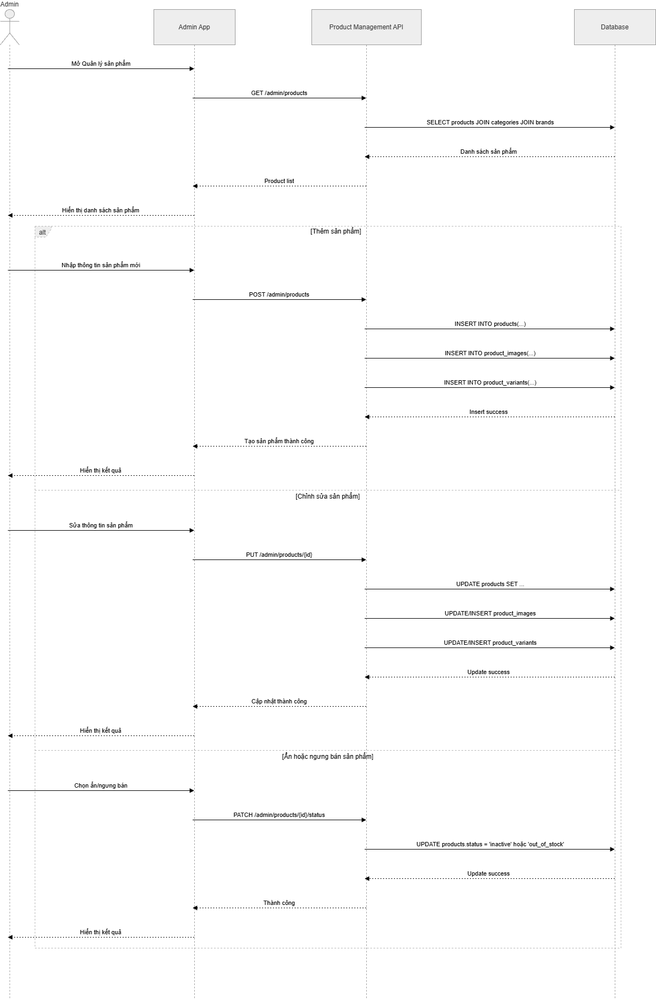 Admin
Admin App
Product Management API
Database
Mở Quản lý sản phẩm
GET /admin/products
SELECT products JOIN categories JOIN brands
Danh sách sản phẩm
Product list
Hiển thị danh sách sản phẩm
alt
[Thêm sản phẩm]
Nhập thông tin sản phẩm mới
POST /admin/products
INSERT INTO products(...)
INSERT INTO product_images(...)
INSERT INTO product_variants(...)
Insert success
Tạo sản phẩm thành công
Hiển thị kết quả
[Chỉnh sửa sản phẩm]
Sửa thông tin sản phẩm
PUT /admin/products/{id}
UPDATE products SET ...
UPDATE/INSERT product_images
UPDATE/INSERT product_variants
Update success
Cập nhật thành công
Hiển thị kết quả
[Ẩn hoặc ngưng bán sản phẩm]
Chọn ẩn/ngưng bán
PATCH /admin/products/{id}/status
UPDATE products.status = 'inactive' hoặc 'out_of_stock'
Update success
Thành công
Hiển thị kết quả